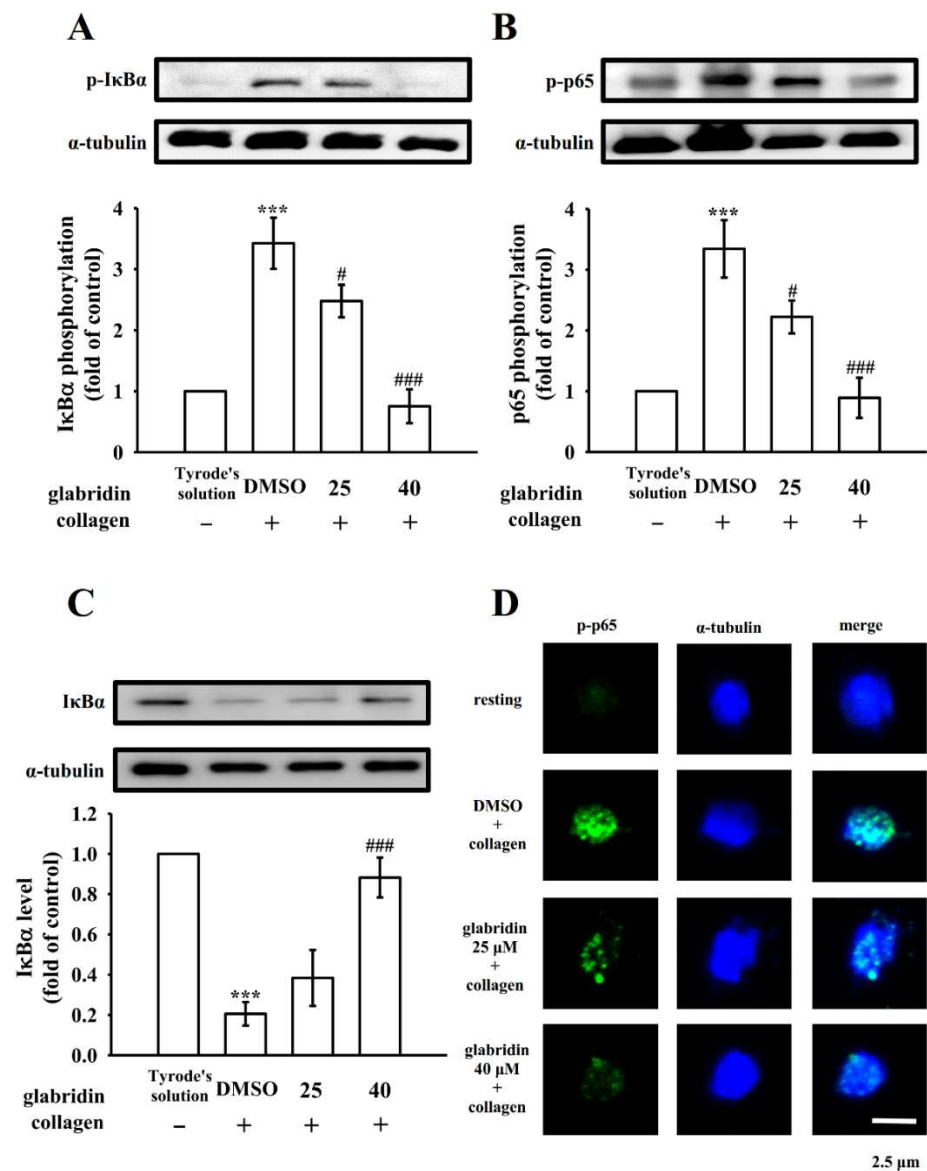 A
p-IκBα
α-tubulin
IκBα phosphorylation
(fold of control)
4
3
2
1
0
***
#
###
Tyrode's
solution
glabridin DMSO 25 40
collagen – + + +
B
p-p65
α-tubulin
p65 phosphorylation
(fold of control)
4
3
2
1
0
***
#
###
Tyrode's
solution
glabridin DMSO 25 40
collagen – + + +
C
IκBα
α-tubulin
IκBα level
(fold of control)
1.2
1.0
0.8
0.6
0.4
0.2
0.0
***
###
Tyrode's
solution
glabridin DMSO 25 40
collagen – + + +
D
p-p65 α-tubulin merge
resting
DMSO
+
collagen
glabridin
25 μM
+
collagen
glabridin
40 μM
+
collagen
2.5 μm